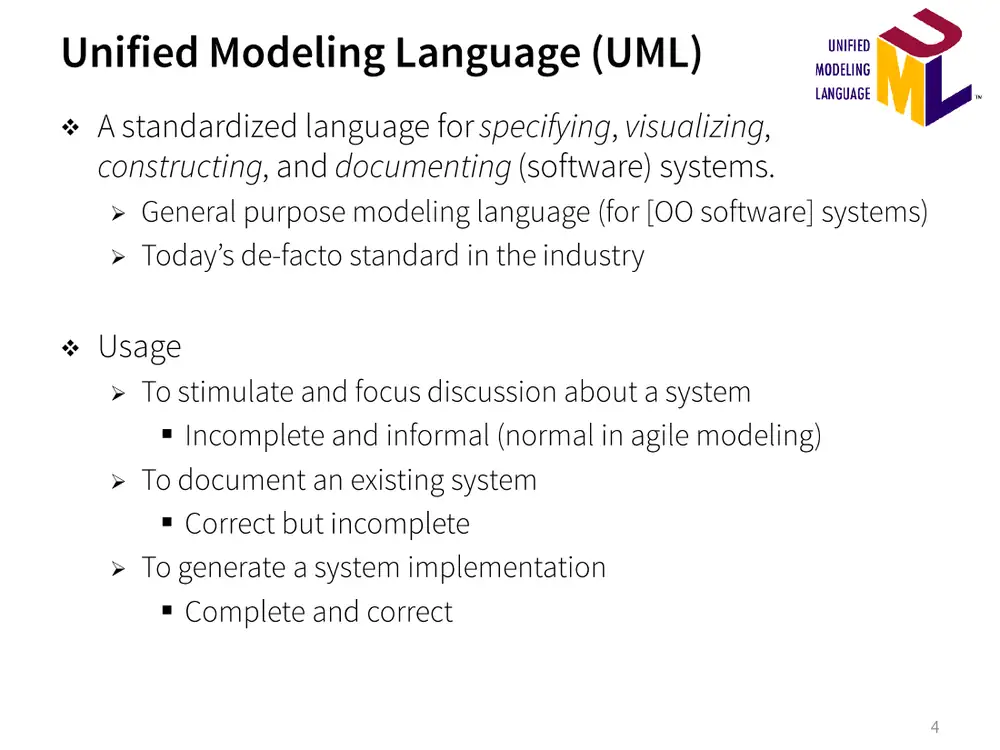 Unified Modeling Language (UML)
UNIFIED
MODELING
LANGUAGE
UML
™
❖ A standardized language for specifying, visualizing,
constructing, and documenting (software) systems.
➢ General purpose modeling language (for [OO software] systems)
➢ Today’s de-facto standard in the industry
❖ Usage
➢ To stimulate and focus discussion about a system
▪ Incomplete and informal (normal in agile modeling)
➢ To document an existing system
▪ Correct but incomplete
➢ To generate a system implementation
▪ Complete and correct
4